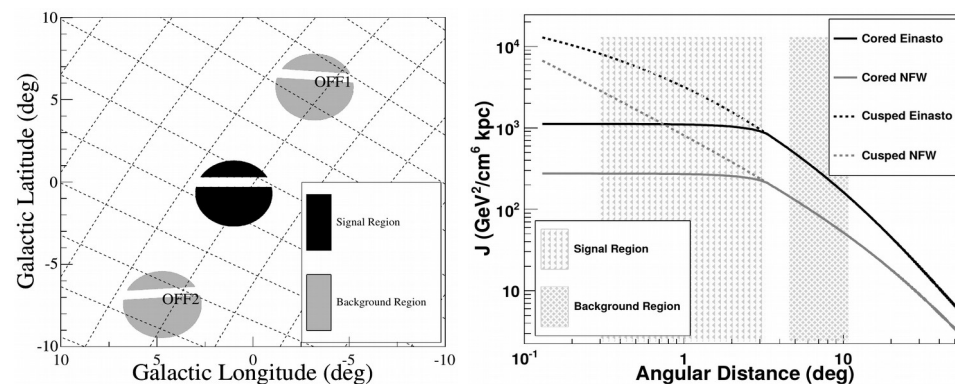 Galactic Latitude (deg)
10
5
0
-5
-10
10
5
0
-5
-10
Galactic Longitude (deg)
OFF1
OFF2
Signal Region
Background Region
J (GeV²/cm⁶ kpc)
10⁴
10³
10²
10
10⁻¹
1
10
Angular Distance (deg)
Cored Einasto
Cored NFW
Cusped Einasto
Cusped NFW
Signal Region
Background Region